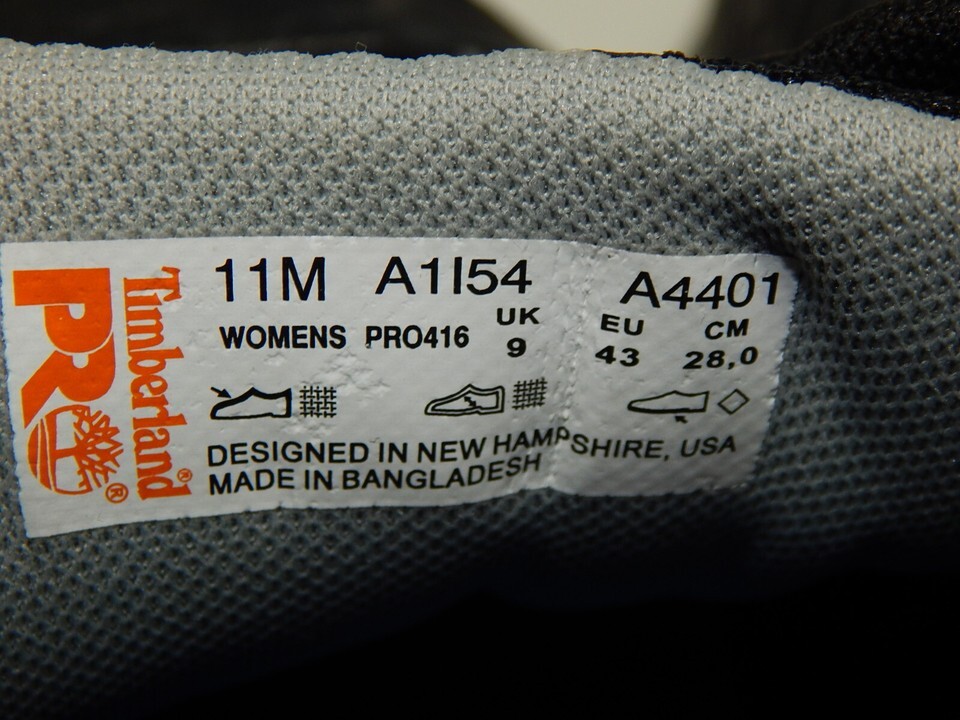 PRO®
Timberland®
11M A1I54 A4401
WOMENS PRO416 UK 9 EU 43 CM 28,0
DESIGNED IN NEW HAMPSHIRE, USA
MADE IN BANGLADESH